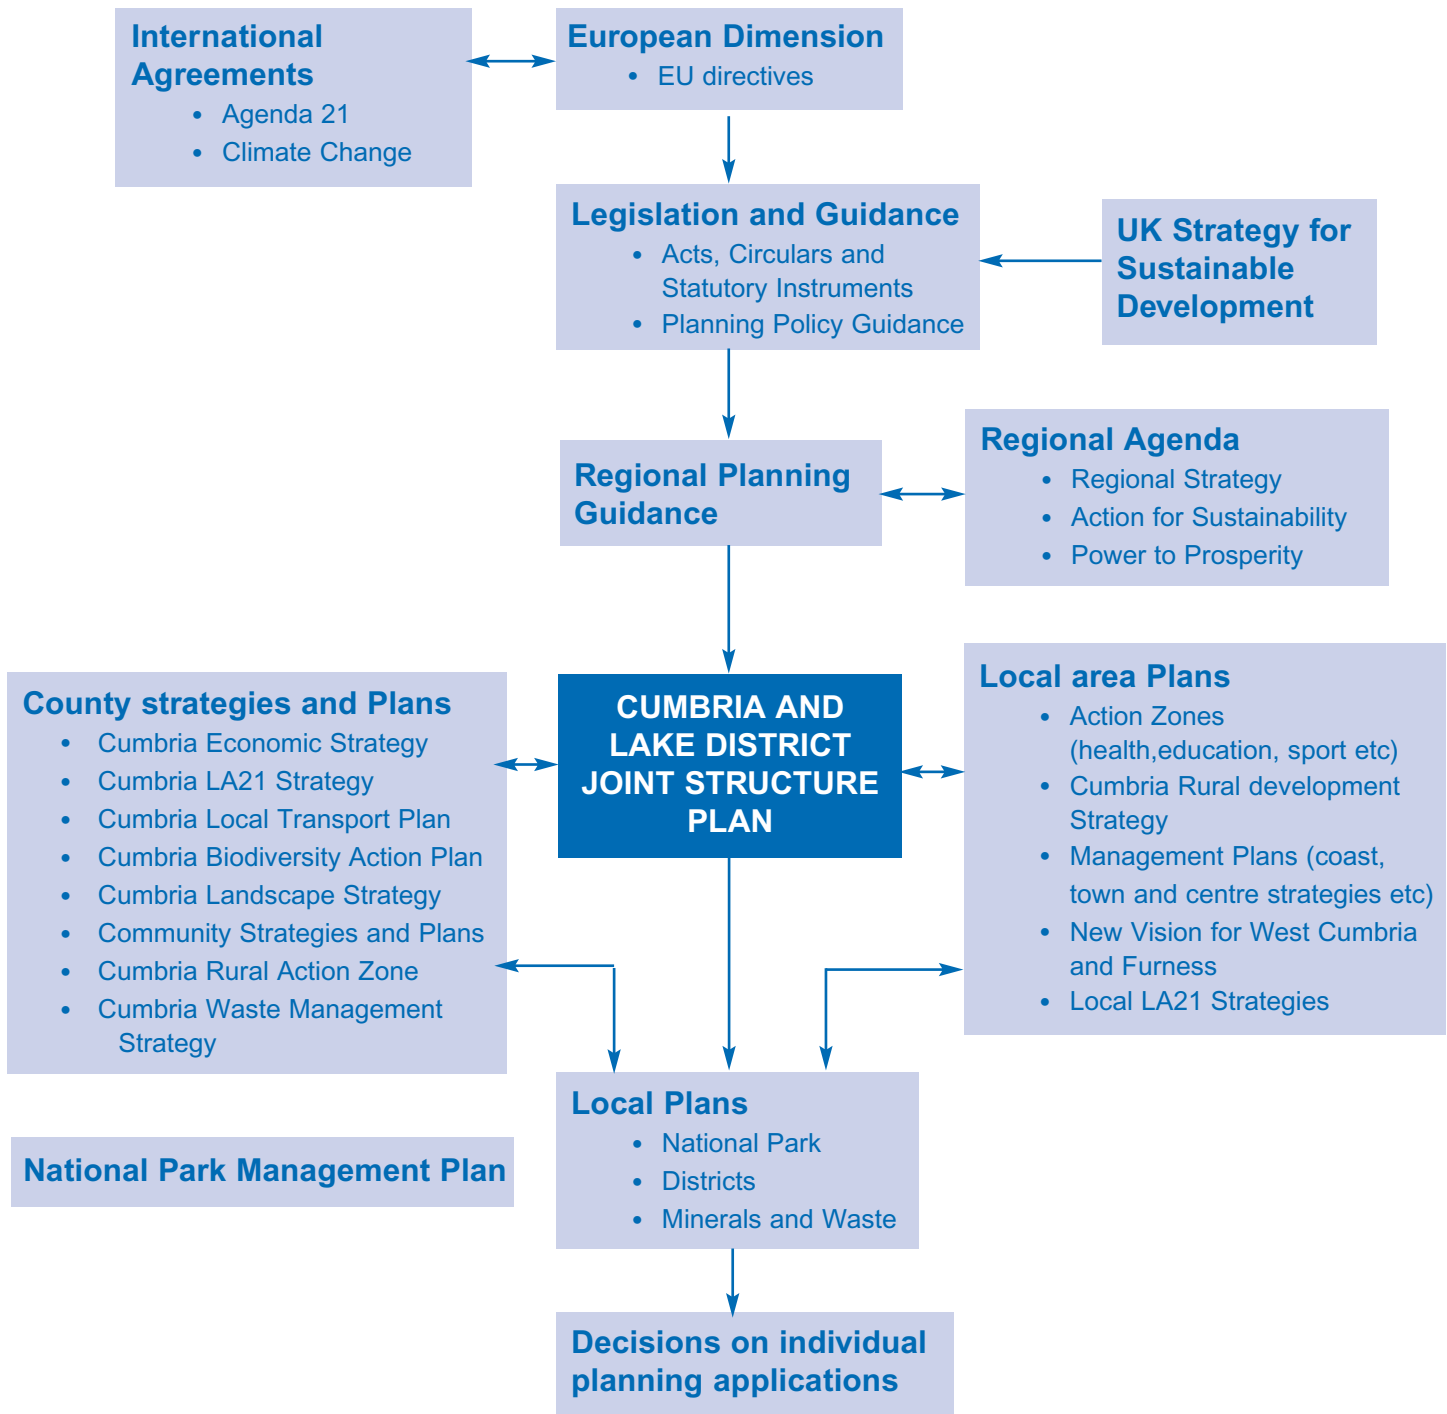 International
Agreements
• Agenda 21
• Climate Change
European Dimension
• EU directives
Legislation and Guidance
• Acts, Circulars and
Statutory Instruments
• Planning Policy Guidance
UK Strategy for
Sustainable
Development
Regional Planning
Guidance
Regional Agenda
• Regional Strategy
• Action for Sustainability
• Power to Prosperity
County strategies and Plans
• Cumbria Economic Strategy
• Cumbria LA21 Strategy
• Cumbria Local Transport Plan
• Cumbria Biodiversity Action Plan
• Cumbria Landscape Strategy
• Community Strategies and Plans
• Cumbria Rural Action Zone
• Cumbria Waste Management
Strategy
CUMBRIA AND
LAKE DISTRICT
JOINT STRUCTURE
PLAN
Local area Plans
• Action Zones
(health,education, sport etc)
• Cumbria Rural development
Strategy
• Management Plans (coast,
town and centre strategies etc)
• New Vision for West Cumbria
and Furness
• Local LA21 Strategies
National Park Management Plan
Local Plans
• National Park
• Districts
• Minerals and Waste
Decisions on individual
planning applications